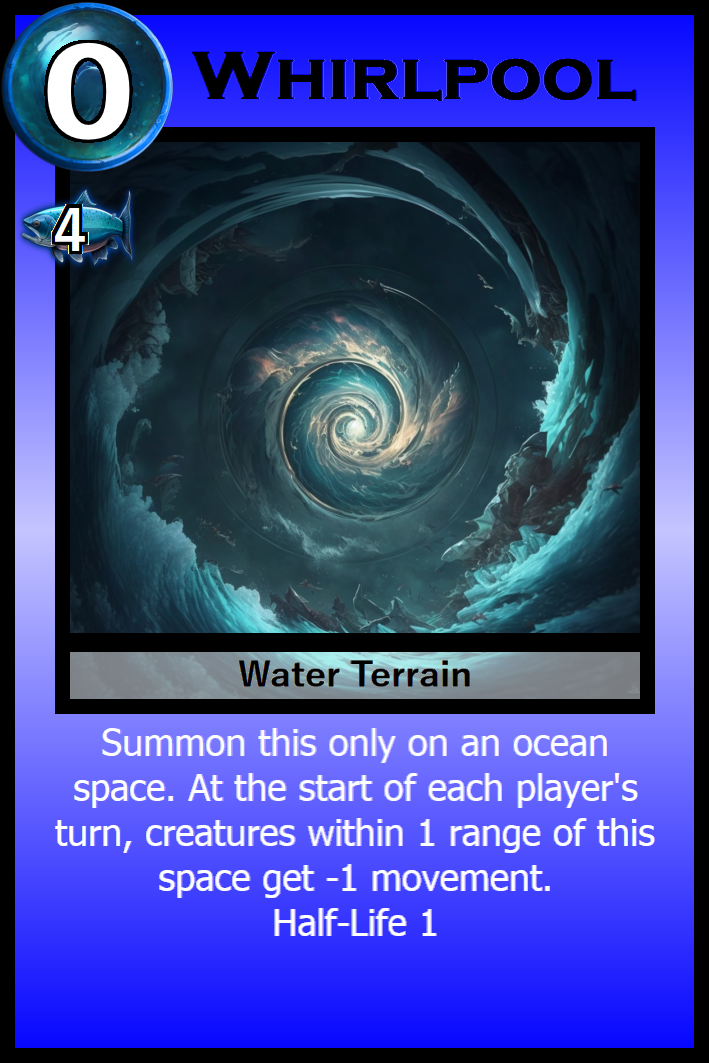 0
Whirlpool
4
Water Terrain
Summon this only on an ocean
space. At the start of each player's
turn, creatures within 1 range of this
space get -1 movement.
Half-Life 1